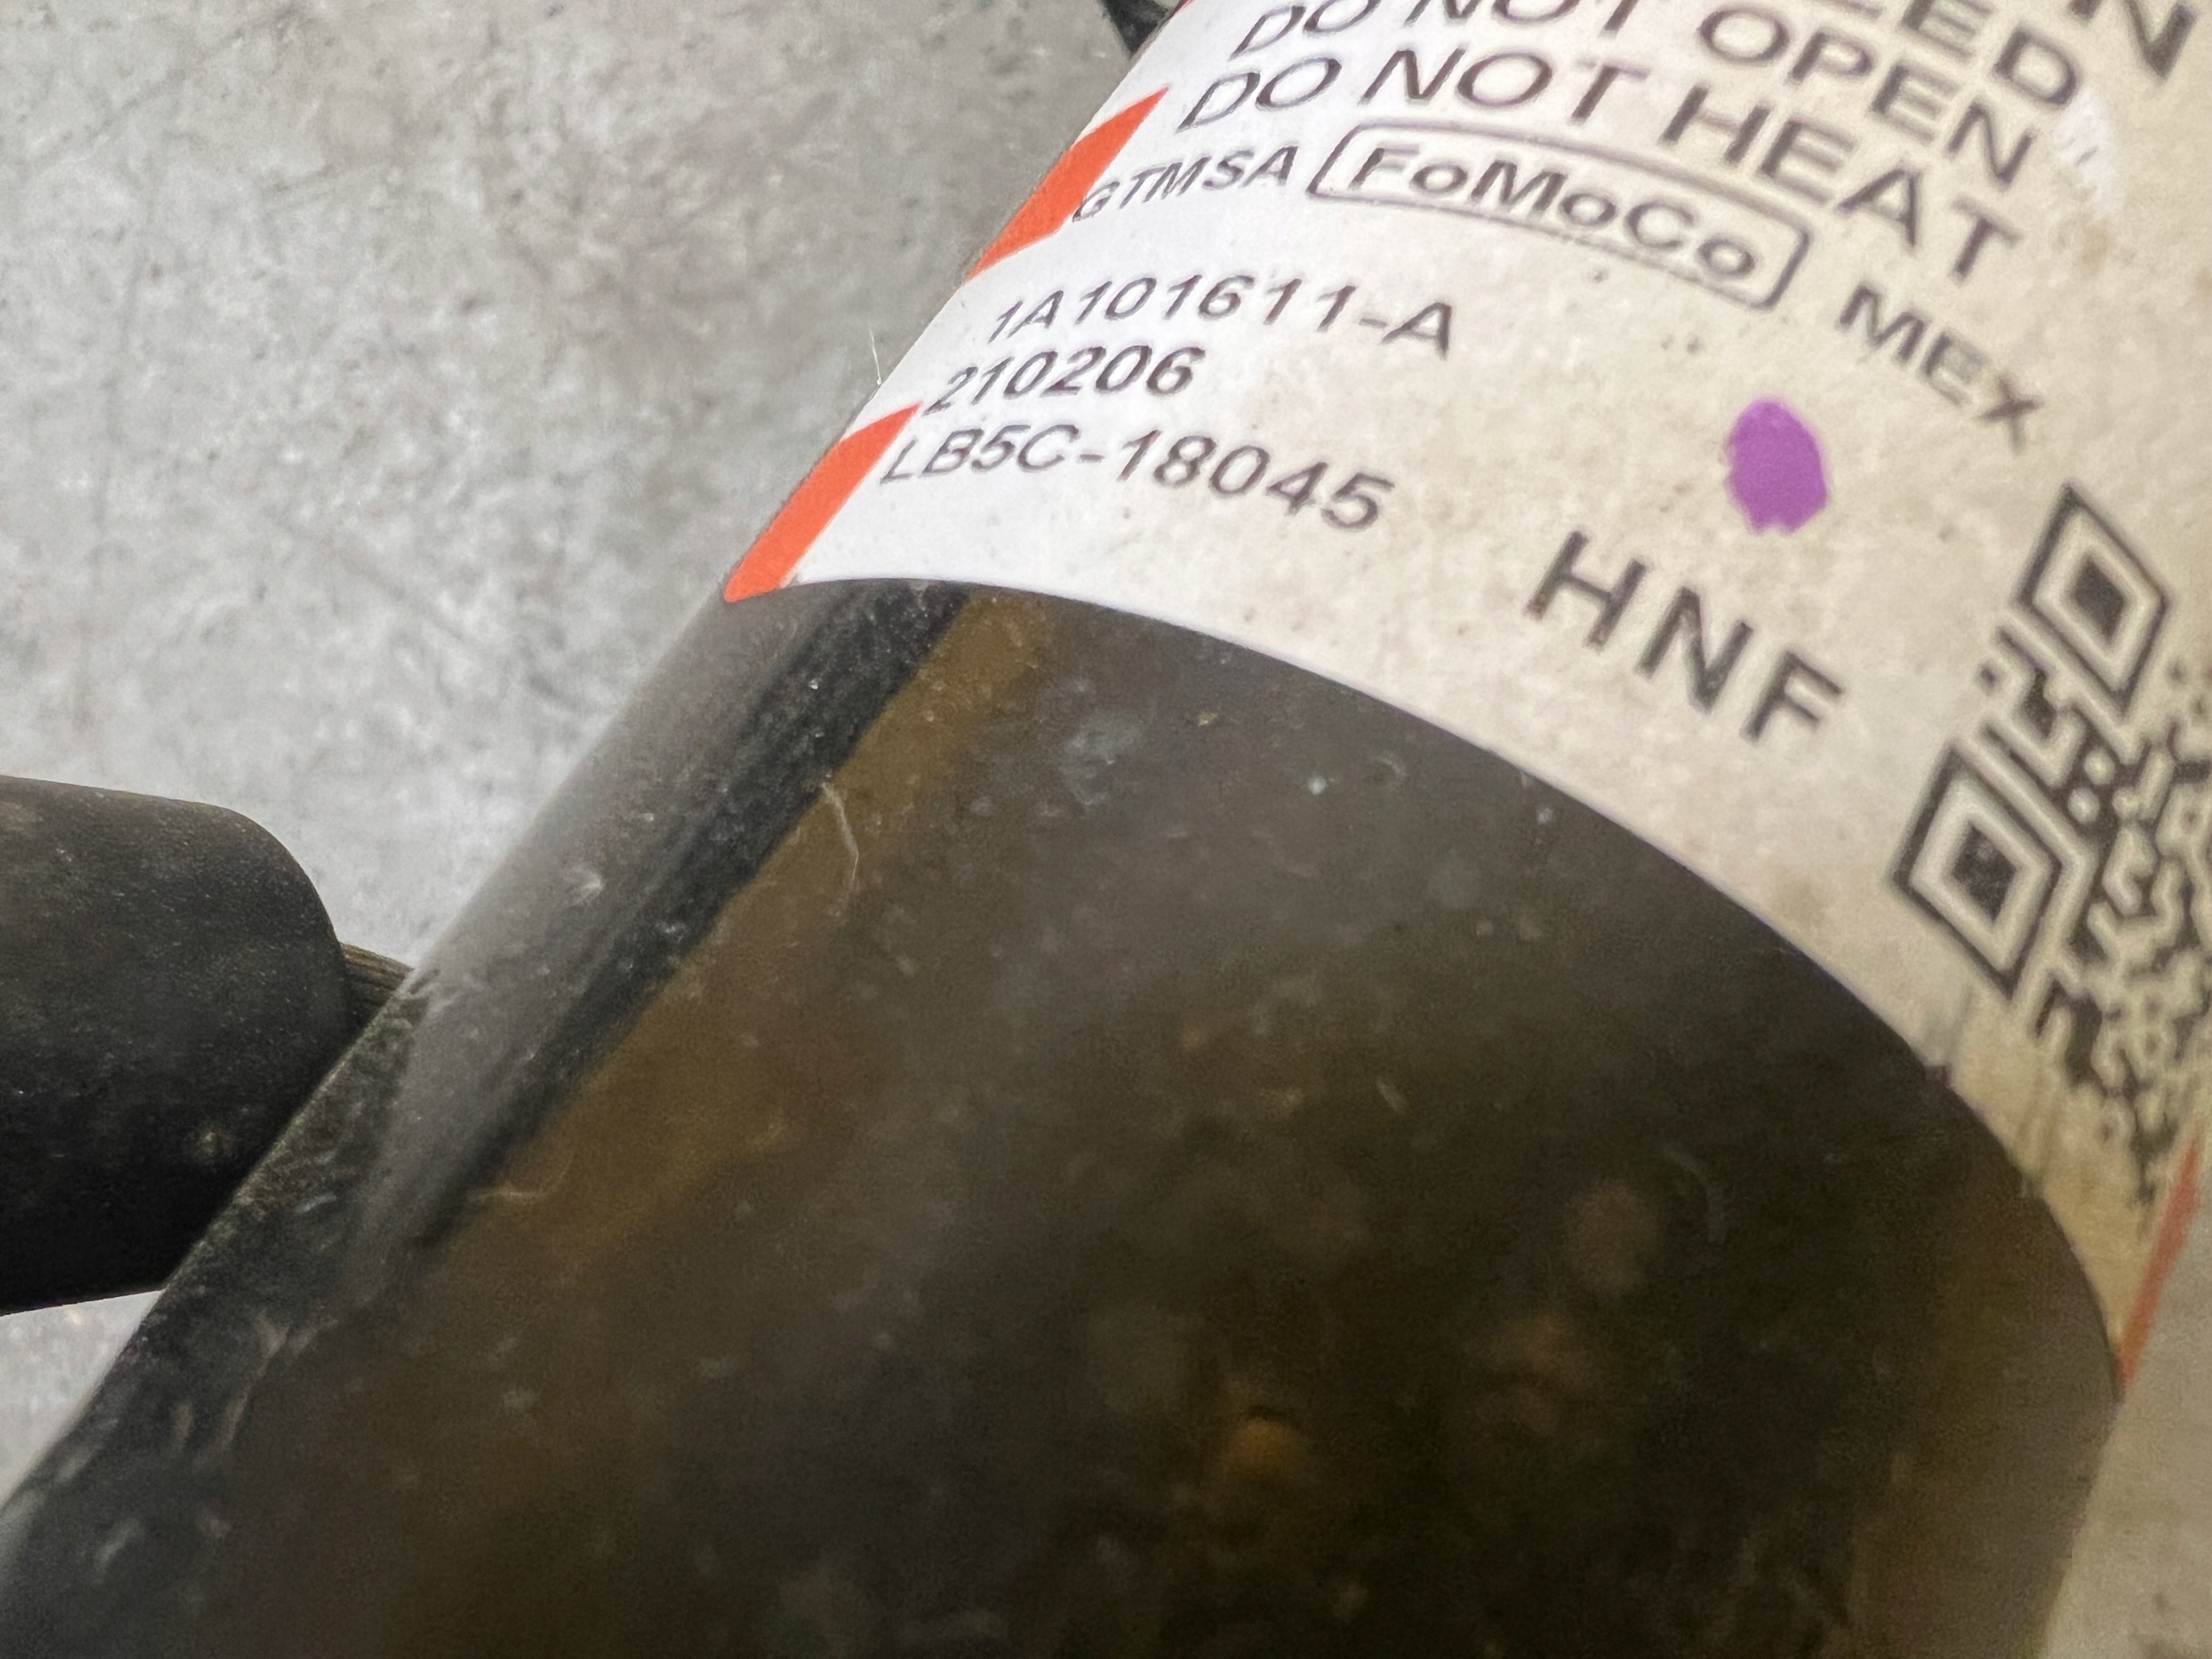 DO NOT OPEN
DO NOT HEAT
GTMSA FoMoCo MEX
1A101611-A
210206
LB5C-18045
HNF